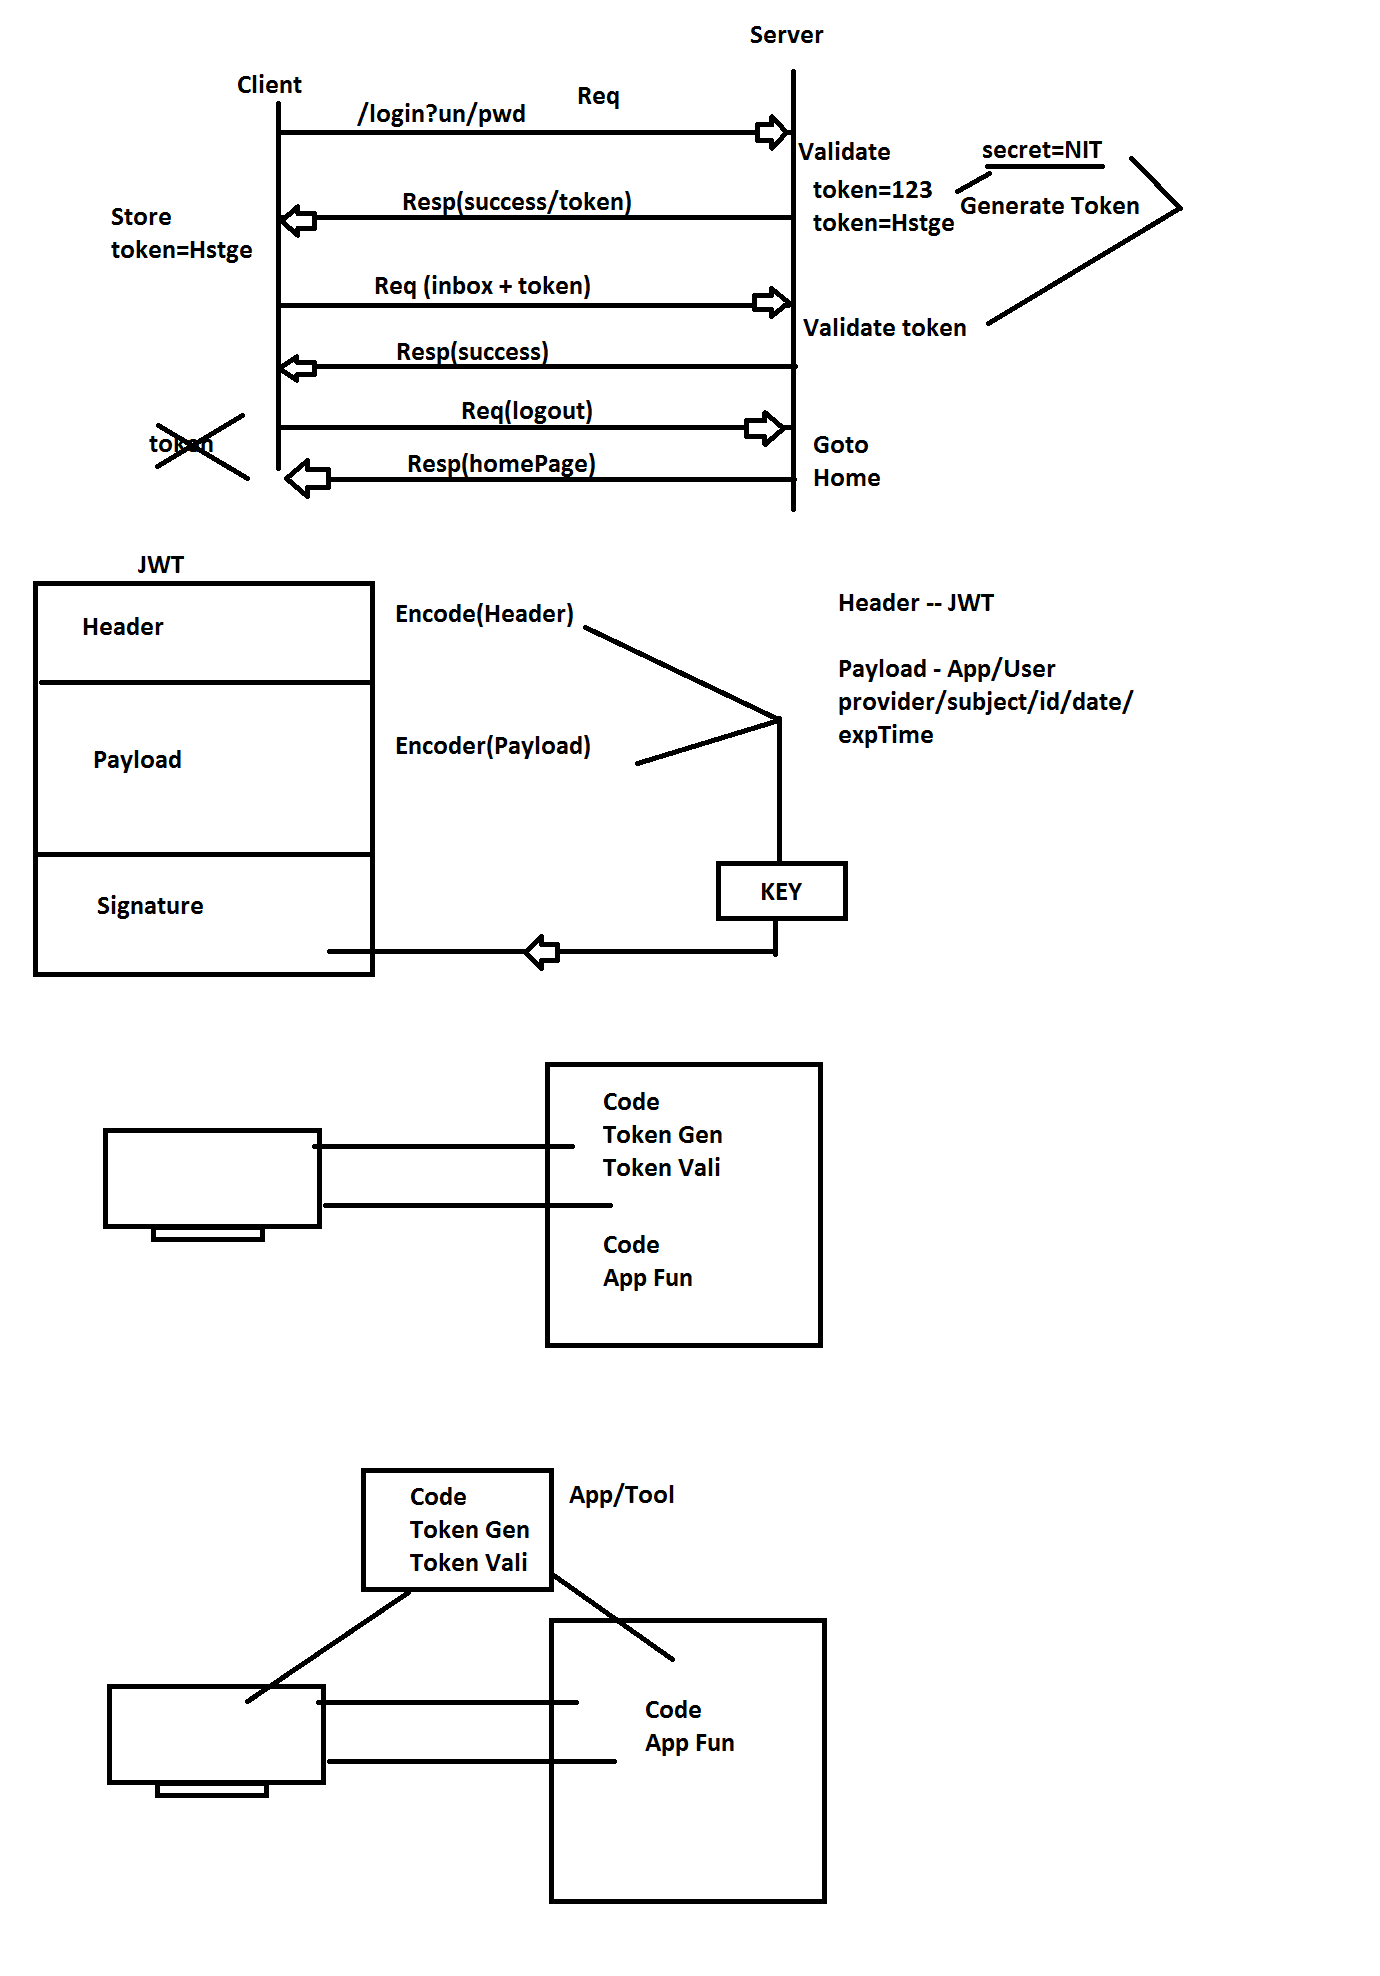 Server
Client
Req
/login?un/pwd
Validate
secret=NIT
token=123
Resp(success/token)
Generate Token
Store
token=Hstge
token=Hstge
Req (inbox + token)
Validate token
Resp(success)
Req(logout)
token
Goto
Home
Resp(homePage)
JWT
Header
Encode(Header)
Header -- JWT
Payload - App/User
provider/subject/id/date/
expTime
Payload
Encoder(Payload)
KEY
Signature
Code
Token Gen
Token Vali
Code
App Fun
Code
Token Gen
Token Vali
App/Tool
Code
App Fun